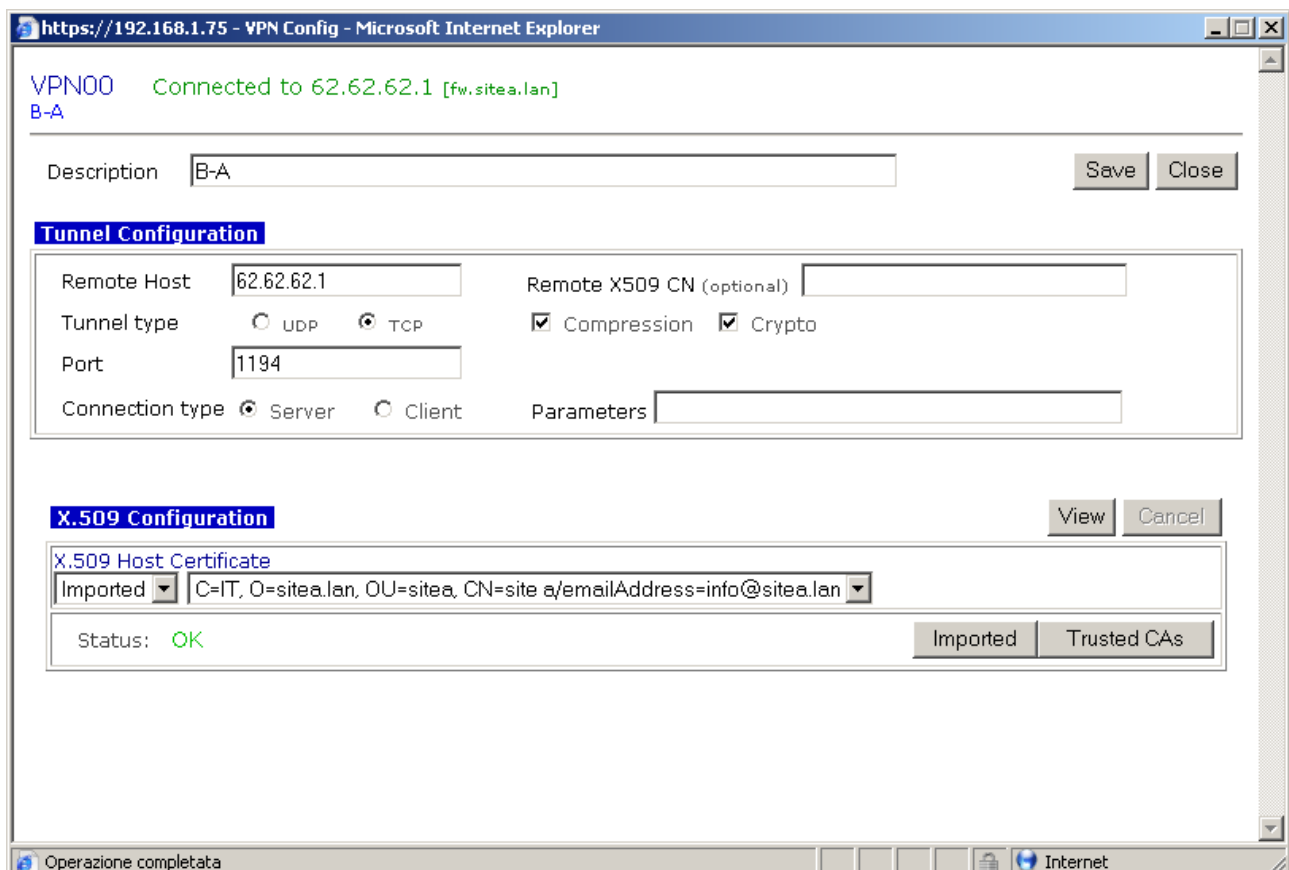 https://192.168.1.75 - VPN Config - Microsoft Internet Explorer
VPN00 Connected to 62.62.62.1 [fw.sitea.lan]
B-A
Description B-A Save Close
Tunnel Configuration
Remote Host 62.62.62.1 Remote X509 CN (optional)
Tunnel type UDP TCP Compression Crypto
Port 1194
Connection type Server Client Parameters
X.509 Configuration View Cancel
X.509 Host Certificate
Imported C=IT, O=sitea.lan, OU=sitea, CN=site a/emailAddress=info@sitea.lan
Status: OK Imported Trusted CAs
Operazione completata Internet